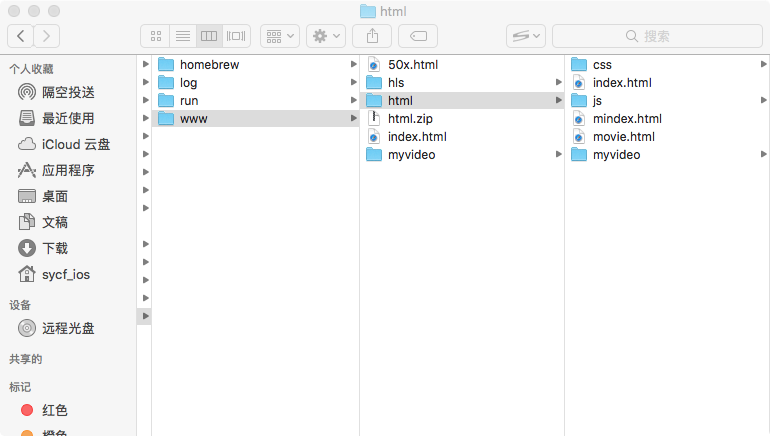 html
搜索
个人收藏
隔空投送
最近使用
iCloud 云盘
应用程序
桌面
文稿
下载
sycf_ios
设备
远程光盘
共享的
标记
红色
橙色
homebrew
log
run
www
50x.html
hls
html
html.zip
index.html
myvideo
css
index.html
js
mindex.html
movie.html
myvideo